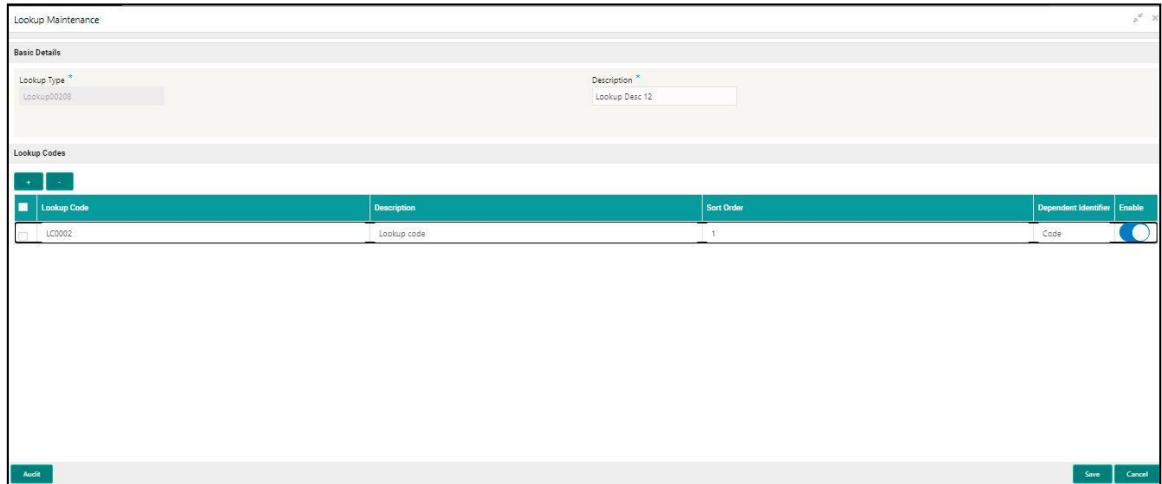 Lookup Maintenance
Basic Details
Lookup Type *
Description *
Lookup00208
Lookup Desc 12
Lookup Codes
+ -
Lookup Code Description Sort Order Dependent Identifier Enable
LC0002 Lookup code 1 Code
Audit Save Cancel